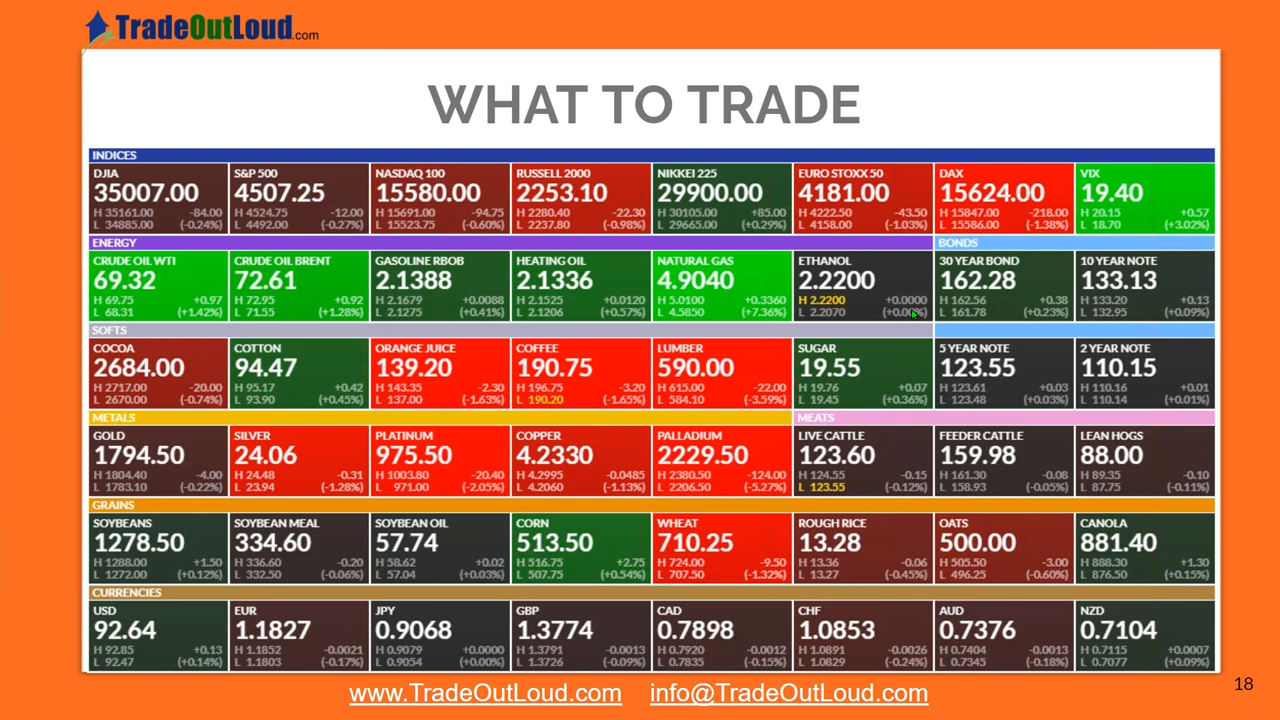 TradeOutLoud.com
WHAT TO TRADE
INDICES
DJIA S&P 500 NASDAQ 100 RUSSELL 2000 NIKKEI 225 EURO STOXX 50 DAX VIX
35007.00 4507.25 15580.00 2253.10 29900.00 4181.00 15624.00 19.40
H 35161.00 -84.00 H 4524.75 -12.00 H 15691.00 -94.75 H 2280.40 -22.30 H 30105.00 +85.00 H 4222.50 -43.50 H 15847.00 -218.00 H 20.15 +0.57
L 34885.00 (-0.24%) L 4492.00 (-0.27%) L 15523.75 (-0.60%) L 2237.80 (-0.98%) L 29665.00 (+0.29%) L 4158.00 (-1.03%) L 15586.00 (-1.38%) L 18.70 (+3.02%)
ENERGY BONDS
CRUDE OIL WTI CRUDE OIL BRENT GASOLINE RBOB HEATING OIL NATURAL GAS ETHANOL 30 YEAR BOND 10 YEAR NOTE
69.32 72.61 2.1388 2.1336 4.9040 2.2200 162.28 133.13
H 69.75 +0.97 H 72.95 +0.92 H 2.1679 +0.0088 H 2.1525 +0.0120 H 5.0100 +0.3360 H 2.2200 +0.0000 H 162.56 +0.38 H 133.20 +0.13
L 68.31 (+1.42%) L 71.55 (+1.28%) L 2.1275 (+0.41%) L 2.1206 (+0.57%) L 4.5850 (+7.36%) L 2.2070 (+0.00%) L 161.78 (+0.23%) L 132.95 (+0.09%)
SOFTS
COCOA COTTON ORANGE JUICE COFFEE LUMBER SUGAR 5 YEAR NOTE 2 YEAR NOTE
2684.00 94.47 139.20 190.75 590.00 19.55 123.55 110.15
H 2717.00 -20.00 H 95.17 +0.42 H 143.35 -2.30 H 196.75 -3.20 H 615.00 -22.00 H 19.76 +0.07 H 123.61 +0.03 H 110.16 +0.01
L 2670.00 (-0.74%) L 93.90 (+0.45%) L 137.00 (-1.63%) L 190.20 (-1.65%) L 584.10 (-3.59%) L 19.45 (+0.36%) L 123.48 (+0.03%) L 110.14 (+0.01%)
METALS MEATS
GOLD SILVER PLATINUM COPPER PALLADIUM LIVE CATTLE FEEDER CATTLE LEAN HOGS
1794.50 24.06 975.50 4.2330 2229.50 123.60 159.98 88.00
H 1804.40 -4.00 H 24.48 -0.31 H 1003.80 -20.40 H 4.2995 -0.0485 H 2380.50 -124.00 H 124.55 -0.15 H 161.30 -0.08 H 89.35 -0.10
L 1783.10 (-0.22%) L 23.94 (-1.28%) L 971.00 (-2.05%) L 4.2060 (-1.13%) L 2206.50 (-5.27%) L 123.55 (-0.12%) L 158.93 (-0.05%) L 87.75 (-0.11%)
GRAINS
SOYBEANS SOYBEAN MEAL SOYBEAN OIL CORN WHEAT ROUGH RICE OATS CANOLA
1278.50 334.60 57.74 513.50 710.25 13.28 500.00 881.40
H 1288.00 +1.50 H 336.60 -0.20 H 58.62 +0.02 H 516.75 +2.75 H 724.00 -9.50 H 13.36 -0.06 H 505.50 -3.00 H 888.30 +1.30
L 1272.00 (+0.12%) L 332.50 (-0.06%) L 57.04 (+0.03%) L 507.75 (+0.54%) L 707.50 (-1.32%) L 13.27 (-0.45%) L 496.25 (-0.60%) L 876.50 (+0.15%)
CURRENCIES
USD EUR JPY GBP CAD CHF AUD NZD
92.64 1.1827 0.9068 1.3774 0.7898 1.0853 0.7376 0.7104
H 92.85 +0.13 H 1.1852 -0.0021 H 0.9079 +0.0000 H 1.3791 -0.0013 H 0.7920 -0.0012 H 1.0891 -0.0026 H 0.7404 -0.0013 H 0.7115 +0.0007
L 92.47 (+0.14%) L 1.1803 (-0.17%) L 0.9054 (+0.00%) L 1.3726 (-0.09%) L 0.7835 (-0.15%) L 1.0829 (-0.24%) L 0.7345 (-0.18%) L 0.7077 (+0.09%)
www.TradeOutLoud.com info@TradeOutLoud.com
18